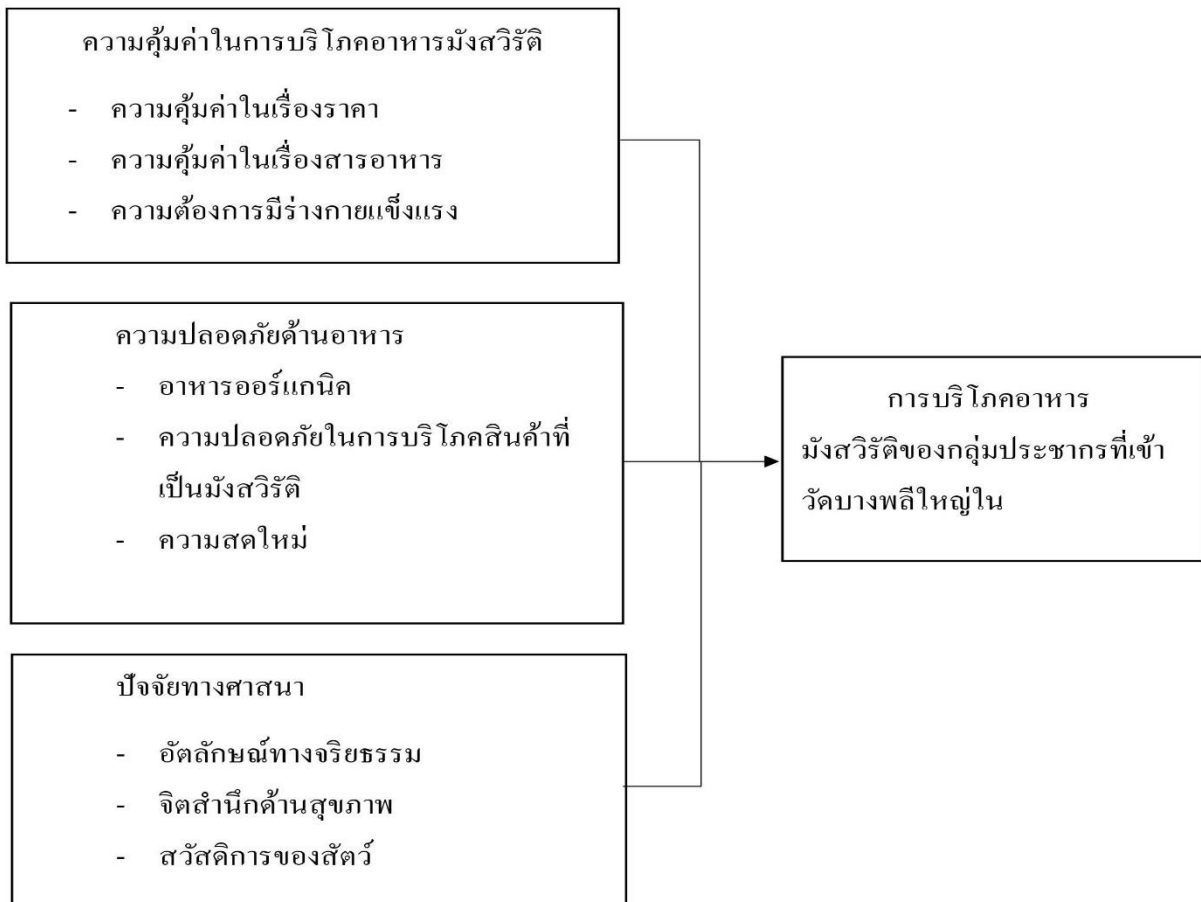 ความคุ้มค่าในการบริโภคอาหารมังสวิรัติ
- ความคุ้มค่าในเรื่องราคา
- ความคุ้มค่าในเรื่องสารอาหาร
- ความต้องการมีร่างกายแข็งแรง
ความปลอดภัยด้านอาหาร
- อาหารออร์แกนิค
- ความปลอดภัยในการบริโภคสินค้าที่
เป็นมังสวิรัติ
- ความสดใหม่
การบริโภคอาหาร
มังสวิรัติของกลุ่มประชากรที่เข้า
วัดบางพลีใหญ่ใน
ปัจจัยทางศาสนา
- อัตลักษณ์ทางจริยธรรม
- จิตสำนึกด้านสุขภาพ
- สวัสดิการของสัตว์